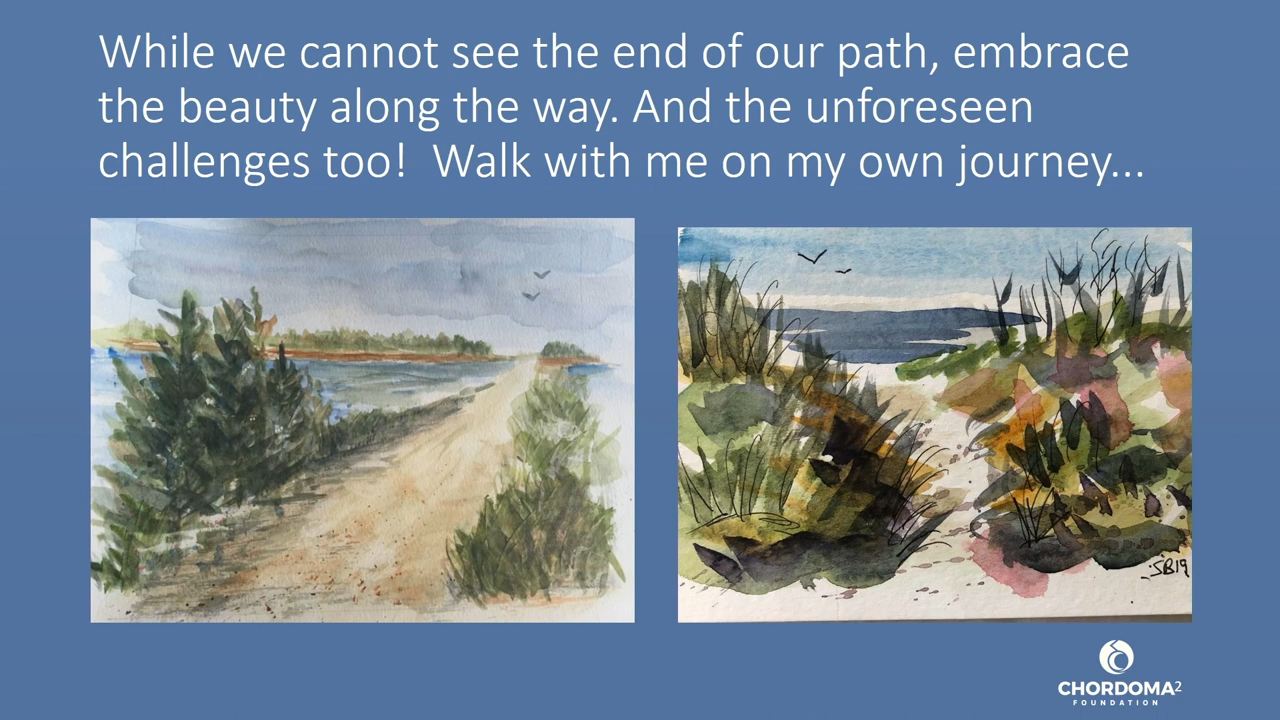 While we cannot see the end of our path, embrace
the beauty along the way. And the unforeseen
challenges too!  Walk with me on my own journey...
SB19
CHORDOMA
2
FOUNDATION